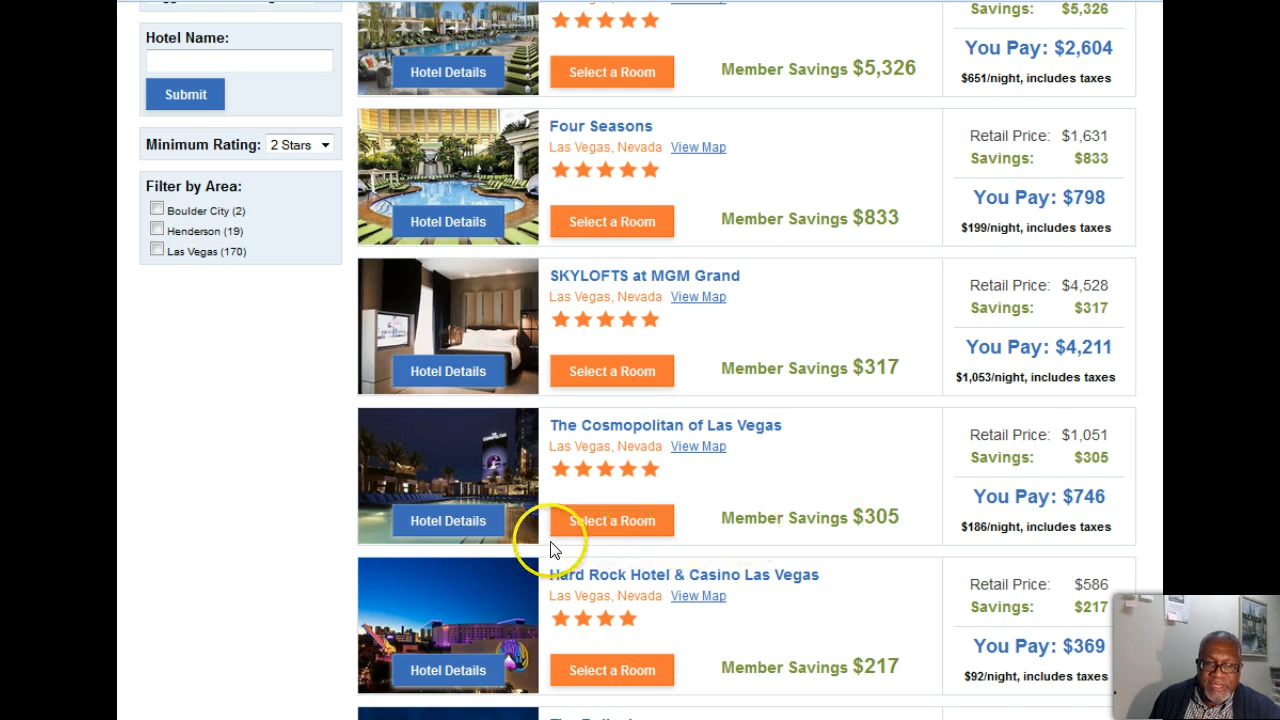 Hotel Name:
Submit
Minimum Rating: 2 Stars
Filter by Area:
Boulder City (2)
Henderson (19)
Las Vegas (170)
Hotel Details
Select a Room
Member Savings $5,326
Savings: $5,326
You Pay: $2,604
$651/night, includes taxes
Four Seasons
Las Vegas, Nevada View Map
Hotel Details
Select a Room
Member Savings $833
Retail Price: $1,631
Savings: $833
You Pay: $798
$199/night, includes taxes
SKYLOFTS at MGM Grand
Las Vegas, Nevada View Map
Hotel Details
Select a Room
Member Savings $317
Retail Price: $4,528
Savings: $317
You Pay: $4,211
$1,053/night, includes taxes
The Cosmopolitan of Las Vegas
Las Vegas, Nevada View Map
Hotel Details
Select a Room
Member Savings $305
Retail Price: $1,051
Savings: $305
You Pay: $746
$186/night, includes taxes
Hard Rock Hotel & Casino Las Vegas
Las Vegas, Nevada View Map
Hotel Details
Select a Room
Member Savings $217
Retail Price: $586
Savings: $217
You Pay: $369
$92/night, includes taxes